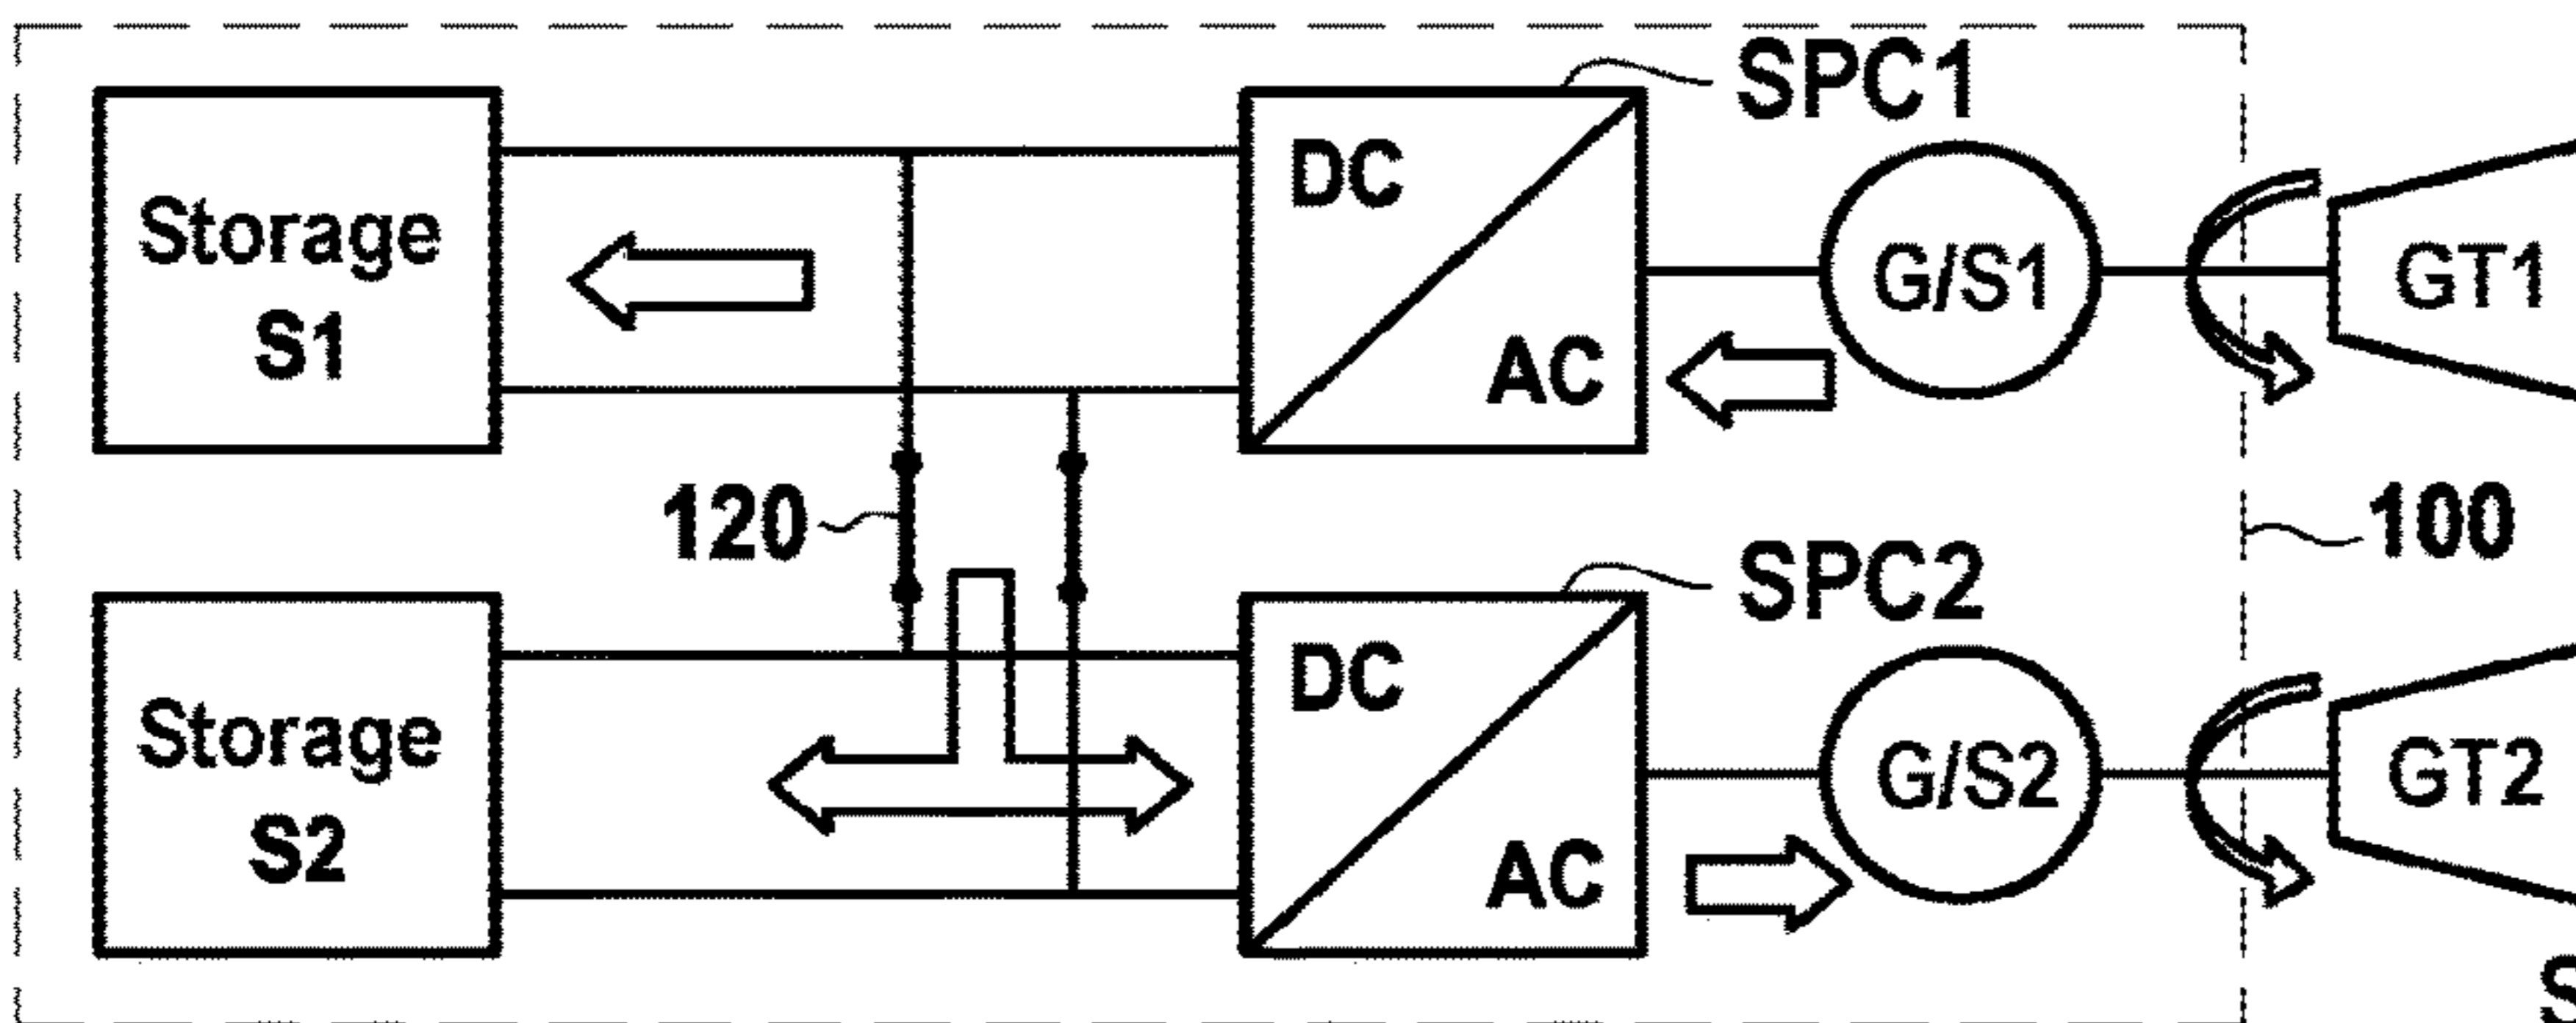 SPC1
DC
AC
Storage
S1
G/S1
GT1
120
100
SPC2
DC
AC
Storage
S2
G/S2
GT2